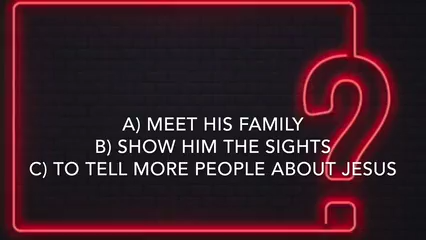 A) MEET HIS FAMILY
B) SHOW HIM THE SIGHTS
C) TO TELL MORE PEOPLE ABOUT JESUS